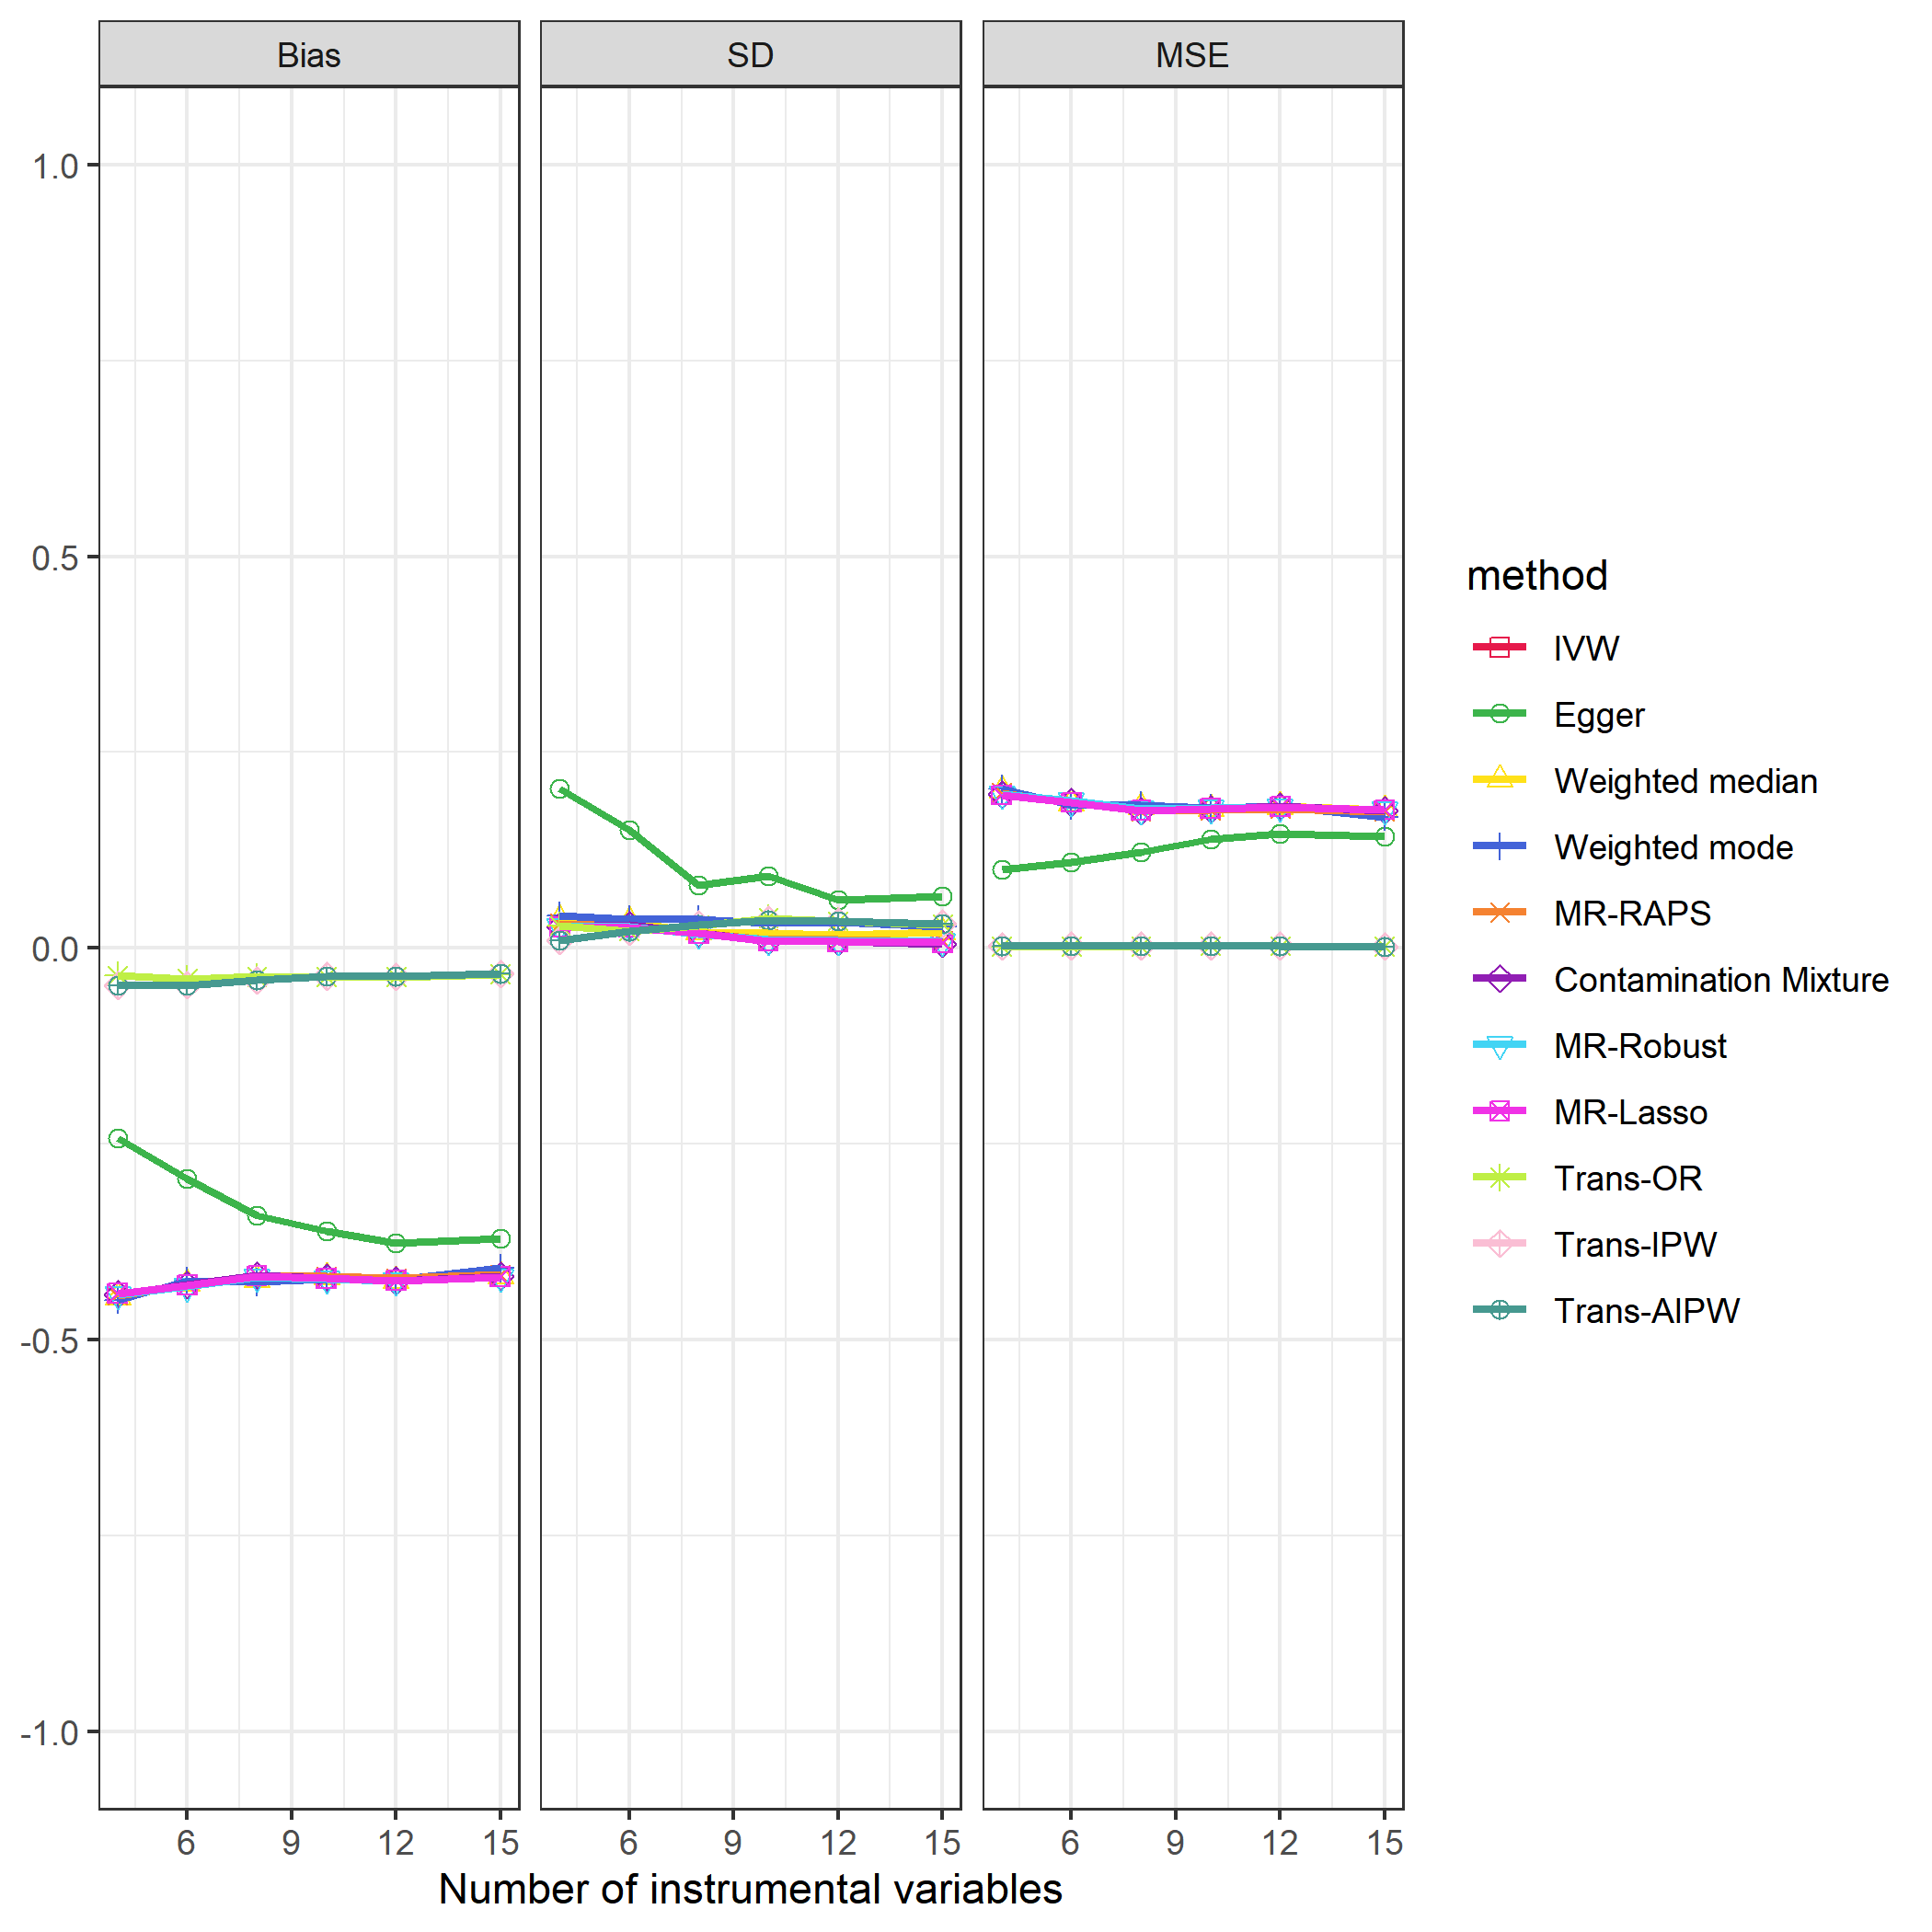 Bias SD MSE
1.0
0.5
0.0
-0.5
-1.0
6 9 12 15 6 9 12 15 6 9 12 15
Number of instrumental variables
method
IVW
Egger
Weighted median
Weighted mode
MR-RAPS
Contamination Mixture
MR-Robust
MR-Lasso
Trans-OR
Trans-IPW
Trans-AIPW